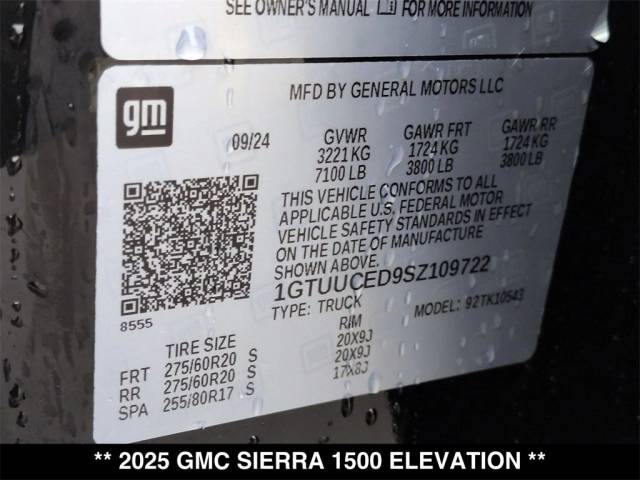 SEE OWNER'S MANUAL FOR MORE INFORMATION
gm
MFD BY GENERAL MOTORS LLC
09/24 GVWR GAWR FRT GAWR RR
3221 KG 1724 KG 1724 KG
7100 LB 3800 LB 3800 LB
THIS VEHICLE CONFORMS TO ALL
APPLICABLE U.S. FEDERAL MOTOR
VEHICLE SAFETY STANDARDS IN EFFECT
ON THE DATE OF MANUFACTURE
SHOWN ABOVE.
1GTUUCED9SZ109722
8555
TYPE: TRUCK MODEL: 92TK10543
TIRE SIZE RIM
FRT 275/60R20 S 20X9J
RR 275/60R20 S 20X9J
SPA 255/80R17 S 17X8J
** 2025 GMC SIERRA 1500 ELEVATION **